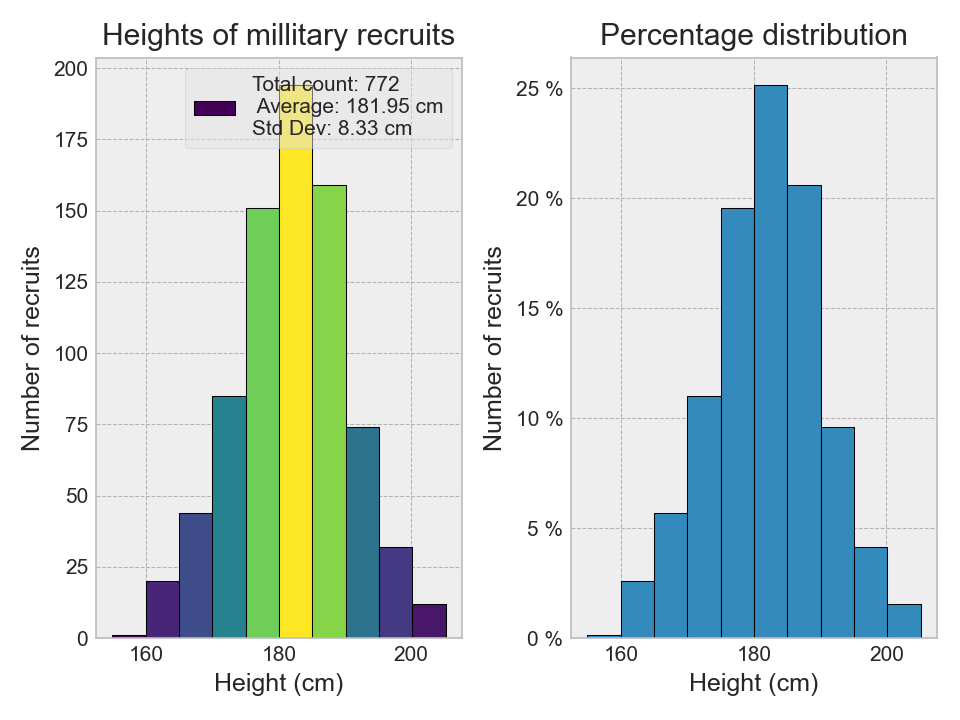 Heights of millitary recruits
Total count: 772
Average: 181.95 cm
Std Dev: 8.33 cm
200
175
150
125
100
75
50
25
0
160
180
200
Number of recruits
Height (cm)
Percentage distribution
25 %
20 %
15 %
10 %
5 %
0 %
160
180
200
Number of recruits
Height (cm)